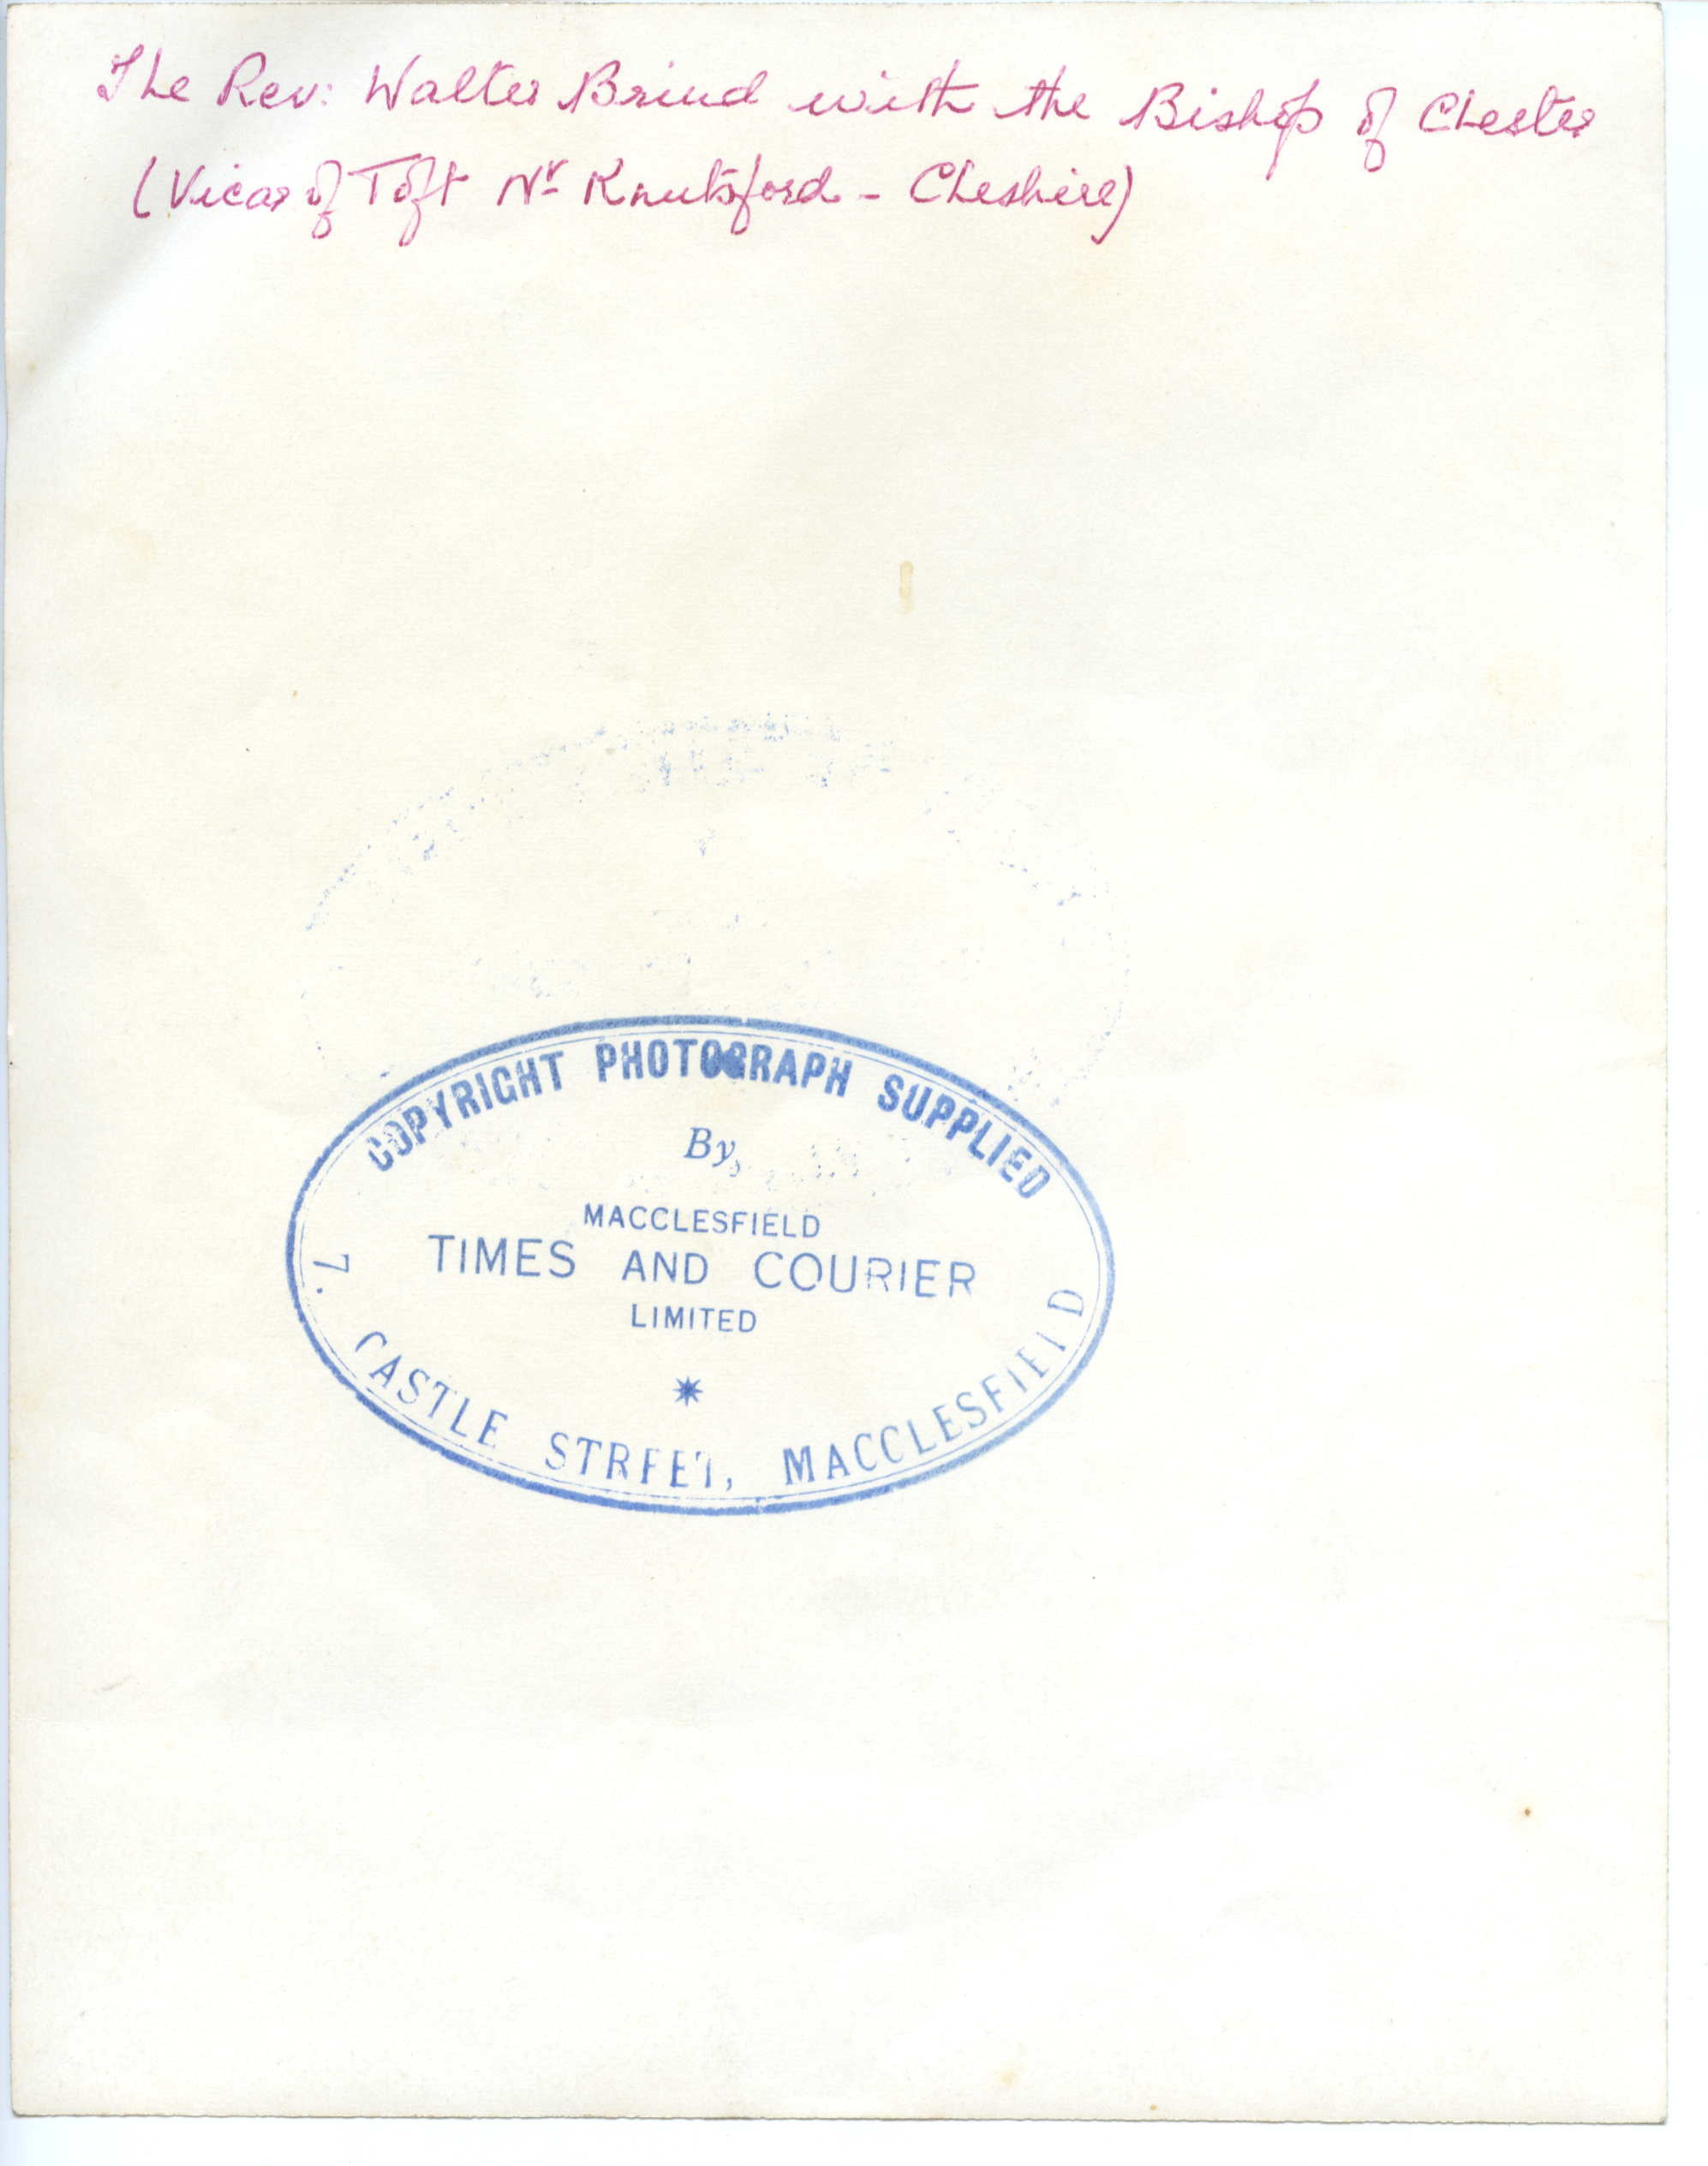 The Rev: Walter Brind with the Bishop of Chester
(Vicar of Toft Nr Knutsford - Cheshire)
COPYRIGHT PHOTOGRAPH SUPPLIED
By,
MACCLESFIELD
TIMES AND COURIER
LIMITED
7. CASTLE STREET, MACCLESFIELD